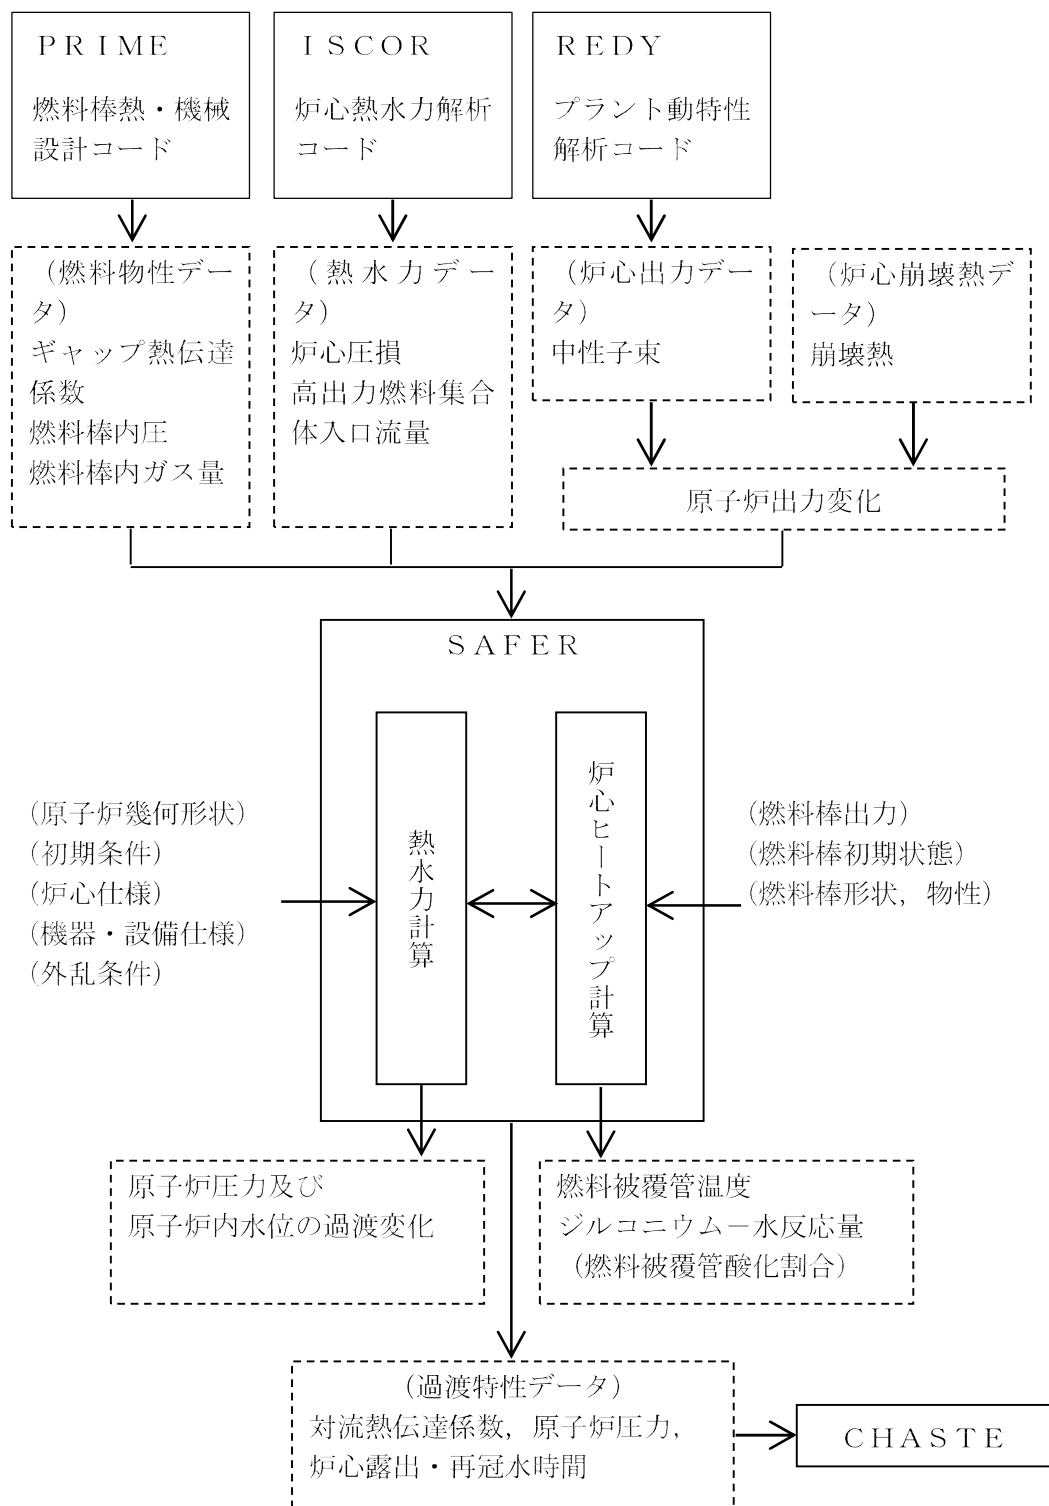 ＰＲＩＭＥ
燃料棒熱・機械
設計コード
ＩＳＣＯＲ
炉心熱水力解析
コード
ＲＥＤＹ
プラント動特性
解析コード
（燃料物性デー
タ）
ギャップ熱伝達
係数
燃料棒内圧
燃料棒内ガス量
（熱水力デー
タ）
炉心圧損
高出力燃料集合
体入口流量
（炉心出力デー
タ）
中性子束
（炉心崩壊熱デ
ータ）
崩壊熱
原子炉出力変化
ＳＡＦＥＲ
（原子炉幾何形状）
（初期条件）
（炉心仕様）
（機器・設備仕様）
（外乱条件）
熱水力計算
炉心ヒートアップ計算
（燃料棒出力）
（燃料棒初期状態）
（燃料棒形状，物性）
原子炉圧力及び
原子炉内水位の過渡変化
燃料被覆管温度
ジルコニウム－水反応量
（燃料被覆管酸化割合）
（過渡特性データ）
対流熱伝達係数，原子炉圧力，
炉心露出・再冠水時間
ＣＨＡＳＴＥ